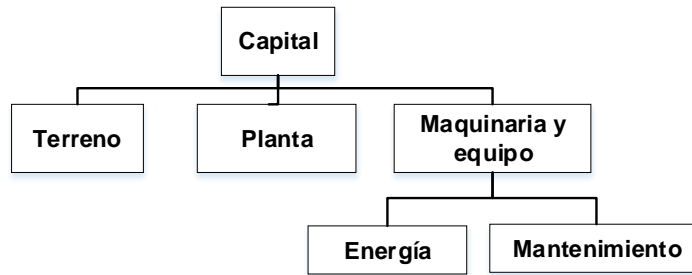 Capital
Terreno
Planta
Maquinaria y
equipo
Energía
Mantenimiento